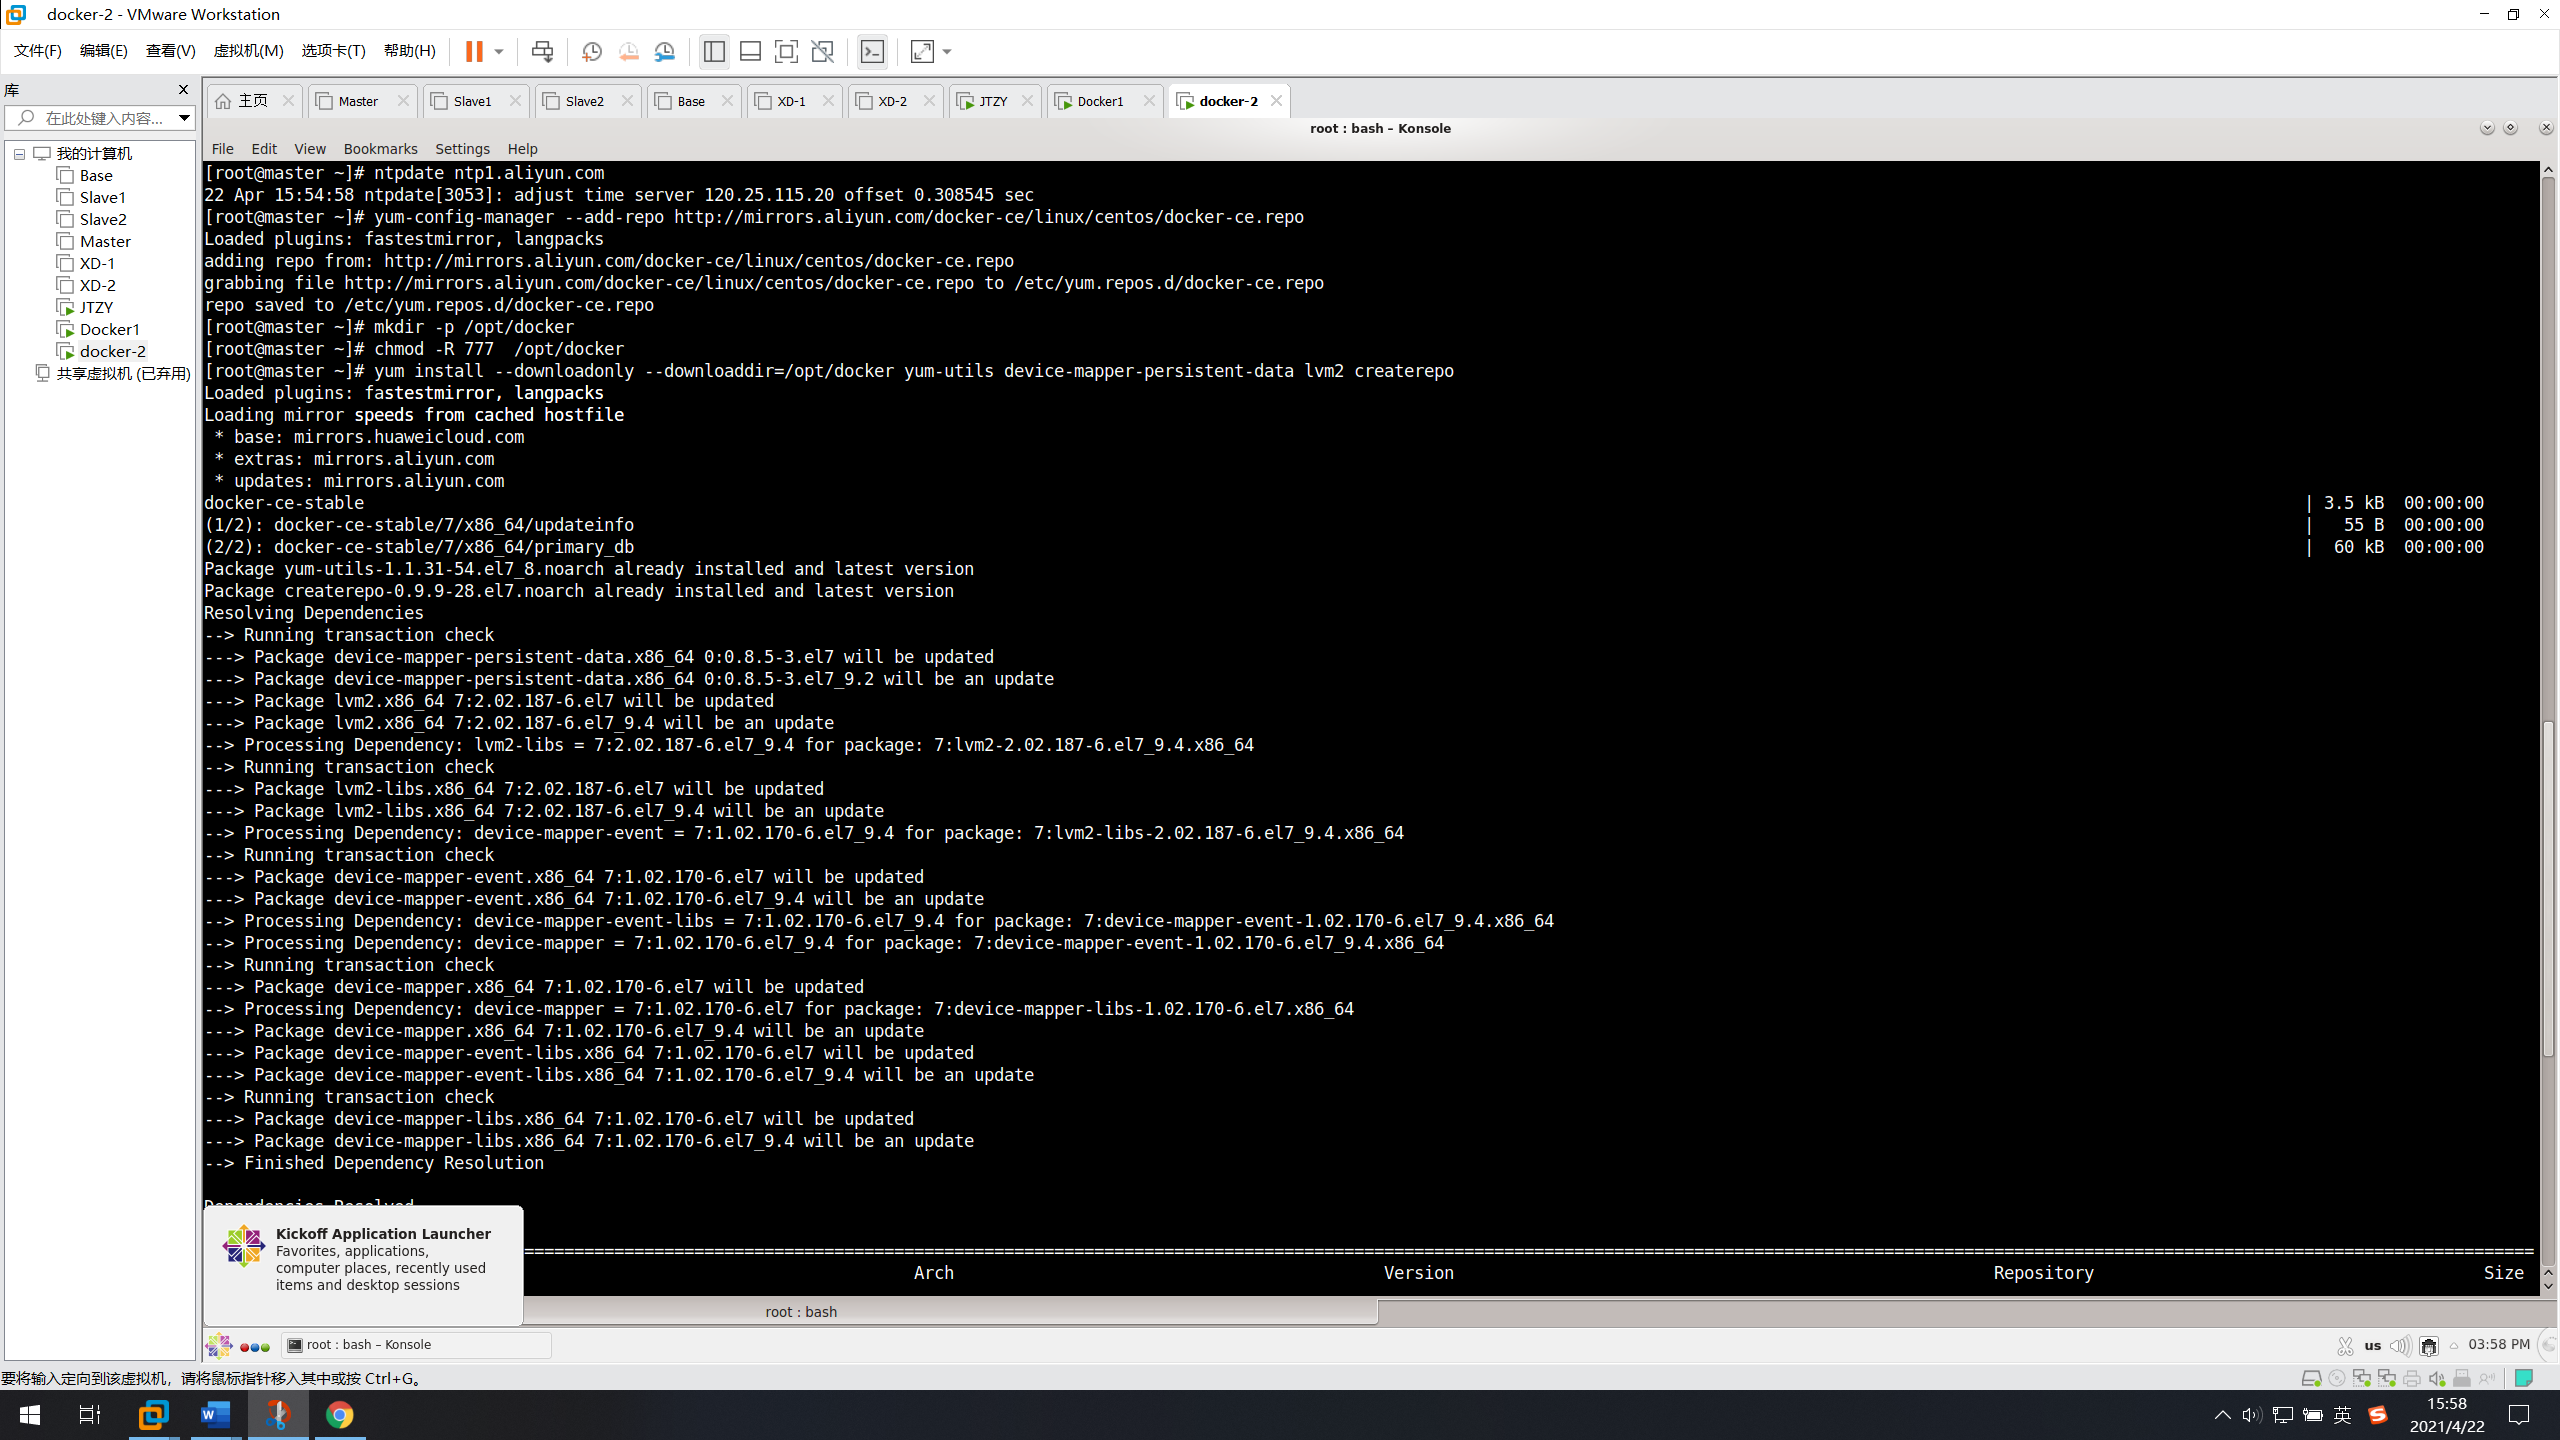 docker-2 - VMware Workstation
文件(F) 编辑(E) 查看(V) 虚拟机(M) 选项卡(T) 帮助(H)
库
在此处键入内容...
我的计算机
Base
Slave1
Slave2
Master
XD-1
XD-2
JTZY
Docker1
docker-2
共享虚拟机 (已弃用)
主页 Master Slave1 Slave2 Base XD-1 XD-2 JTZY Docker1 docker-2
root : bash – Konsole
File Edit View Bookmarks Settings Help
[root@master ~]# ntpdate ntp1.aliyun.com
22 Apr 15:54:58 ntpdate[3053]: adjust time server 120.25.115.20 offset 0.308545 sec
[root@master ~]# yum-config-manager --add-repo http://mirrors.aliyun.com/docker-ce/linux/centos/docker-ce.repo
Loaded plugins: fastestmirror, langpacks
adding repo from: http://mirrors.aliyun.com/docker-ce/linux/centos/docker-ce.repo
grabbing file http://mirrors.aliyun.com/docker-ce/linux/centos/docker-ce.repo to /etc/yum.repos.d/docker-ce.repo
repo saved to /etc/yum.repos.d/docker-ce.repo
[root@master ~]# mkdir -p /opt/docker
[root@master ~]# chmod -R 777  /opt/docker
[root@master ~]# yum install --downloadonly --downloaddir=/opt/docker yum-utils device-mapper-persistent-data lvm2 createrepo
Loaded plugins: fastestmirror, langpacks
Loading mirror speeds from cached hostfile
 * base: mirrors.huaweicloud.com
 * extras: mirrors.aliyun.com
 * updates: mirrors.aliyun.com
docker-ce-stable | 3.5 kB  00:00:00
(1/2): docker-ce-stable/7/x86_64/updateinfo |   55 B  00:00:00
(2/2): docker-ce-stable/7/x86_64/primary_db |  60 kB  00:00:00
Package yum-utils-1.1.31-54.el7_8.noarch already installed and latest version
Package createrepo-0.9.9-28.el7.noarch already installed and latest version
Resolving Dependencies
--> Running transaction check
---> Package device-mapper-persistent-data.x86_64 0:0.8.5-3.el7 will be updated
---> Package device-mapper-persistent-data.x86_64 0:0.8.5-3.el7_9.2 will be an update
---> Package lvm2.x86_64 7:2.02.187-6.el7 will be updated
---> Package lvm2.x86_64 7:2.02.187-6.el7_9.4 will be an update
--> Processing Dependency: lvm2-libs = 7:2.02.187-6.el7_9.4 for package: 7:lvm2-2.02.187-6.el7_9.4.x86_64
--> Running transaction check
---> Package lvm2-libs.x86_64 7:2.02.187-6.el7 will be updated
---> Package lvm2-libs.x86_64 7:2.02.187-6.el7_9.4 will be an update
--> Processing Dependency: device-mapper-event = 7:1.02.170-6.el7_9.4 for package: 7:lvm2-libs-2.02.187-6.el7_9.4.x86_64
--> Running transaction check
---> Package device-mapper-event.x86_64 7:1.02.170-6.el7 will be updated
---> Package device-mapper-event.x86_64 7:1.02.170-6.el7_9.4 will be an update
--> Processing Dependency: device-mapper-event-libs = 7:1.02.170-6.el7_9.4 for package: 7:device-mapper-event-1.02.170-6.el7_9.4.x86_64
--> Processing Dependency: device-mapper = 7:1.02.170-6.el7_9.4 for package: 7:device-mapper-event-1.02.170-6.el7_9.4.x86_64
--> Running transaction check
---> Package device-mapper.x86_64 7:1.02.170-6.el7 will be updated
--> Processing Dependency: device-mapper = 7:1.02.170-6.el7 for package: 7:device-mapper-libs-1.02.170-6.el7.x86_64
---> Package device-mapper.x86_64 7:1.02.170-6.el7_9.4 will be an update
---> Package device-mapper-event-libs.x86_64 7:1.02.170-6.el7 will be updated
---> Package device-mapper-event-libs.x86_64 7:1.02.170-6.el7_9.4 will be an update
--> Running transaction check
---> Package device-mapper-libs.x86_64 7:1.02.170-6.el7 will be updated
---> Package device-mapper-libs.x86_64 7:1.02.170-6.el7_9.4 will be an update
--> Finished Dependency Resolution
Dependencies Resolved
Arch Version Repository Size
Kickoff Application Launcher
Favorites, applications,
computer places, recently used
items and desktop sessions
root : bash
root : bash – Konsole
us
03:58 PM
要将输入定向到该虚拟机，请将鼠标指针移入其中或按 Ctrl+G。
英
15:58
2021/4/22